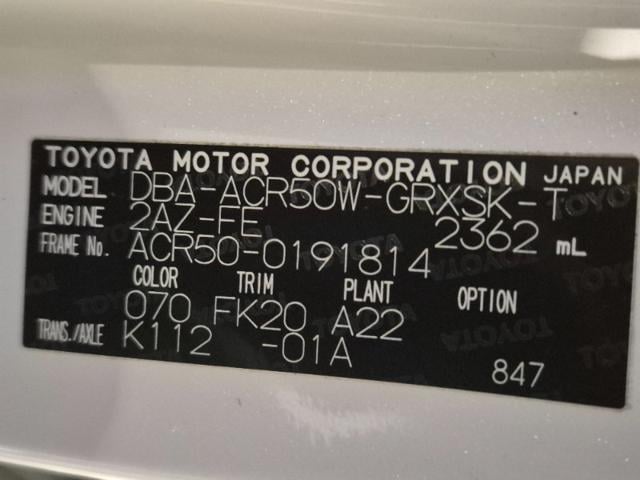 TOYOTA MOTOR CORPORATION JAPAN
MODEL DBA-ACR50W-GRXSK-T
ENGINE 2AZ-FE 2362 mL
FRAME No. ACR50-0191814
COLOR TRIM PLANT OPTION
070 FK20 A22
TRANS./AXLE K112 -01A
847